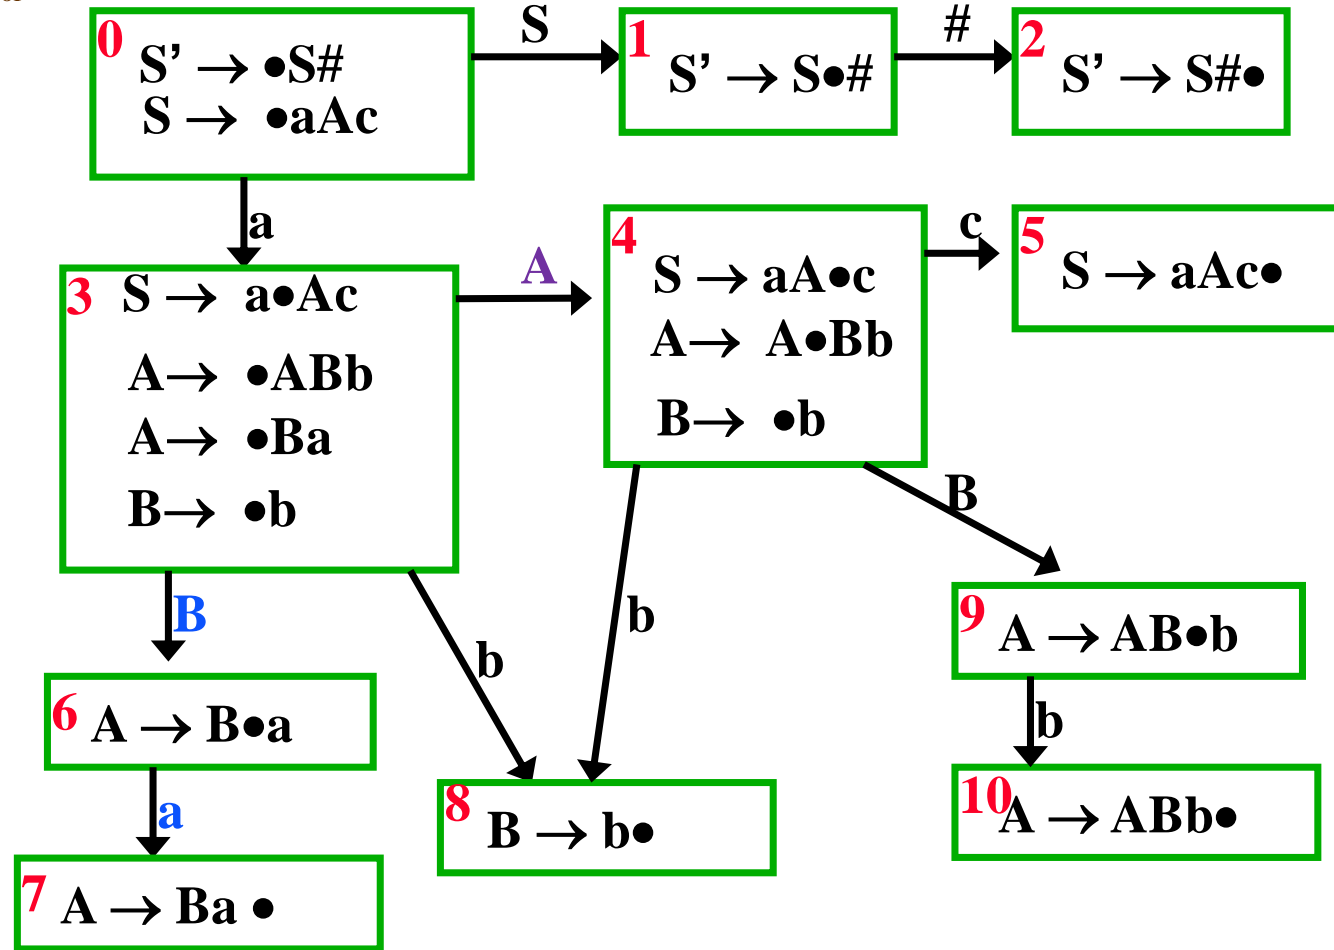 S
#
0
S’ → •S#
S → •aAc
1
S’ → S•#
2
S’ → S#•
a
A
c
3
S → a•Ac
A→ •ABb
A→ •Ba
B→ •b
4
S → aA•c
A→ A•Bb
B→ •b
5
S → aAc•
B
b
b
B
6
A → B•a
9
A → AB•b
a
b
7
A → Ba •
8
B → b•
10
A → ABb•